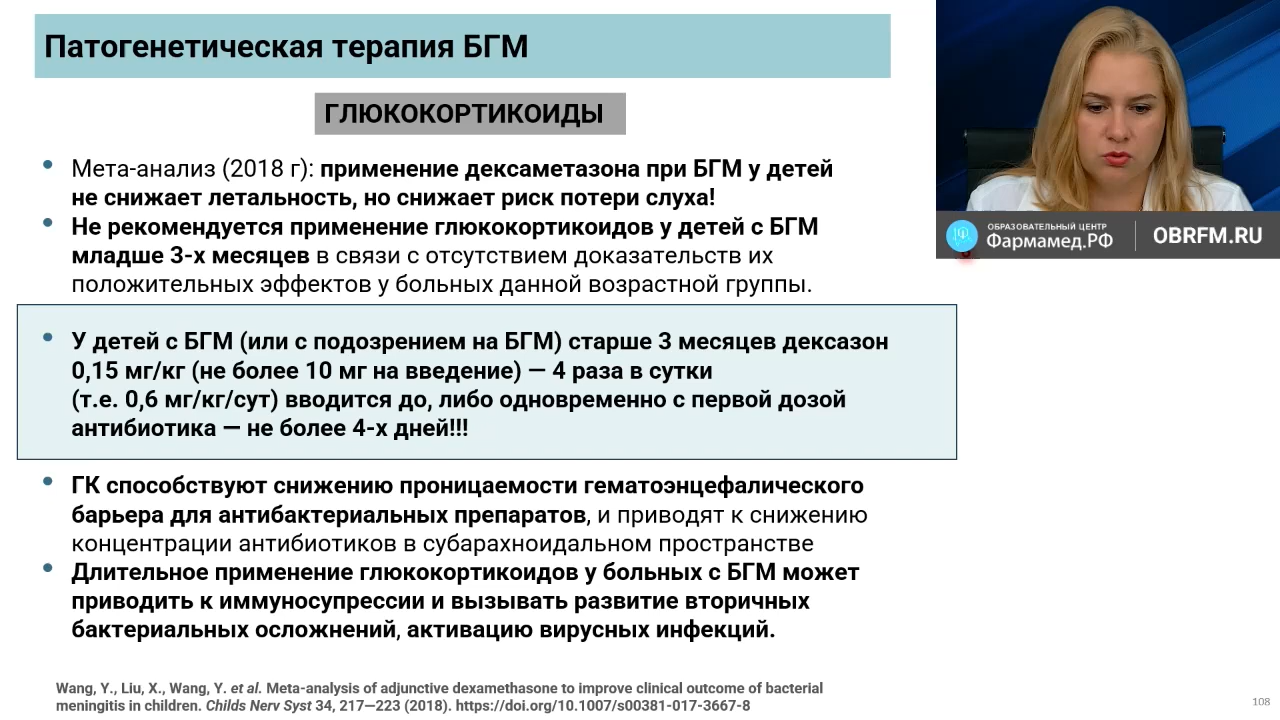 Патогенетическая терапия БГМ
ГЛЮКОКОРТИКОИДЫ
• Мета-анализ (2018 г): применение дексаметазона при БГМ у детей
не снижает летальность, но снижает риск потери слуха!
• Не рекомендуется применение глюкокортикоидов у детей с БГМ
младше 3-х месяцев в связи с отсутствием доказательств их
положительных эффектов у больных данной возрастной группы.
• У детей с БГМ (или с подозрением на БГМ) старше 3 месяцев дексазон
0,15 мг/кг (не более 10 мг на введение) — 4 раза в сутки
(т.е. 0,6 мг/кг/сут) вводится до, либо одновременно с первой дозой
антибиотика — не более 4-х дней!!!
• ГК способствуют снижению проницаемости гематоэнцефалического
барьера для антибактериальных препаратов, и приводят к снижению
концентрации антибиотиков в субарахноидальном пространстве
• Длительное применение глюкокортикоидов у больных с БГМ может
приводить к иммуносупрессии и вызывать развитие вторичных
бактериальных осложнений, активацию вирусных инфекций.
Wang, Y., Liu, X., Wang, Y. et al. Meta-analysis of adjunctive dexamethasone to improve clinical outcome of bacterial
meningitis in children. Childs Nerv Syst 34, 217—223 (2018). https://doi.org/10.1007/s00381-017-3667-8
108
ОБРАЗОВАТЕЛЬНЫЙ ЦЕНТР
Фармамед.РФ
OBRFM.RU